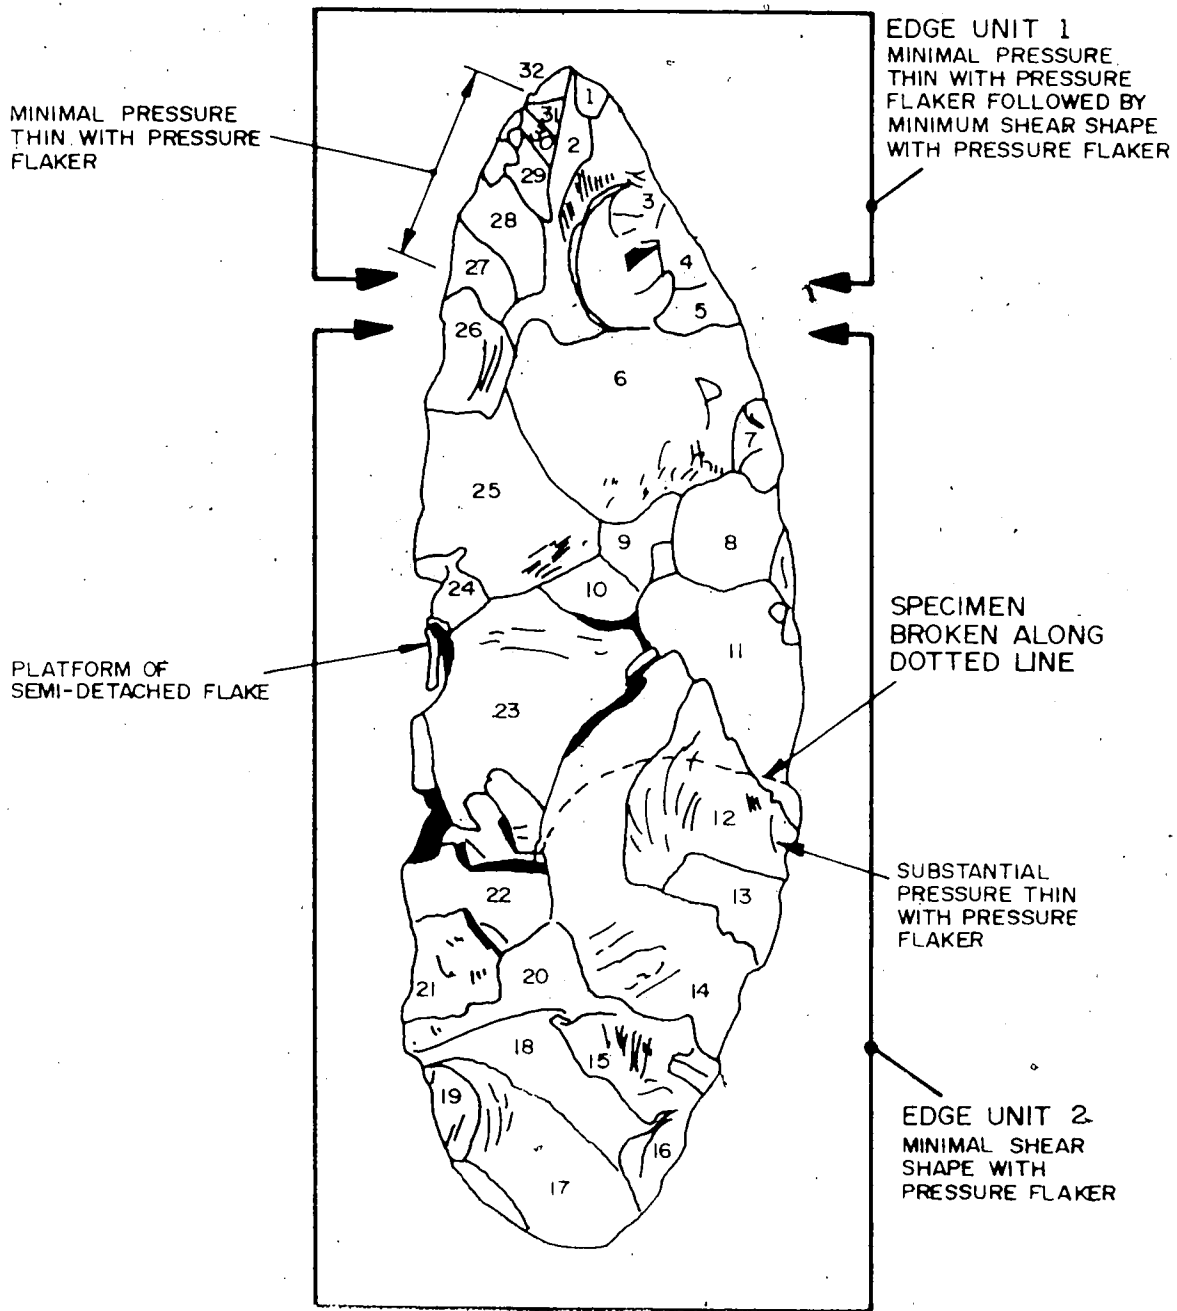 EDGE UNIT 1
MINIMAL PRESSURE
THIN WITH PRESSURE
FLAKER FOLLOWED BY
MINIMUM SHEAR SHAPE
WITH PRESSURE FLAKER
MINIMAL PRESSURE
THIN WITH PRESSURE
FLAKER
32
1
31
30
2
29
3
28
4
27
5
26
6
7
25
9
8
10
24
SPECIMEN
BROKEN ALONG
DOTTED LINE
11
PLATFORM OF
SEMI-DETACHED FLAKE
23
12
SUBSTANTIAL
PRESSURE THIN
WITH PRESSURE
FLAKER
22
13
20
21
14
18
15
19
16
17
EDGE UNIT 2
MINIMAL SHEAR
SHAPE WITH
PRESSURE FLAKER